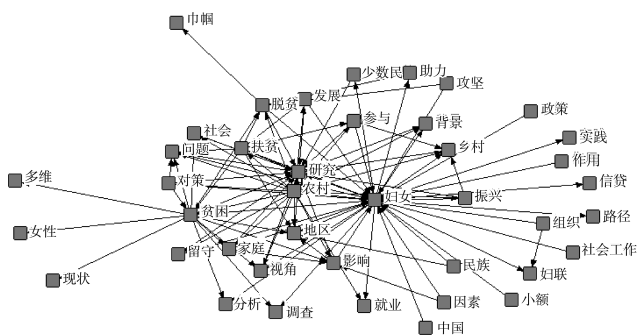 巾帼
少数民
助力
脱贫
发展
攻坚
参与
背景
政策
社会
实践
问题
扶贫
乡村
作用
研究
多维
对策
农村
信贷
贫困
妇女
振兴
路径
女性
地区
组织
留守
家庭
社会工作
现状
视角
影响
民族
妇联
分析
调查
就业
因素
小额
中国